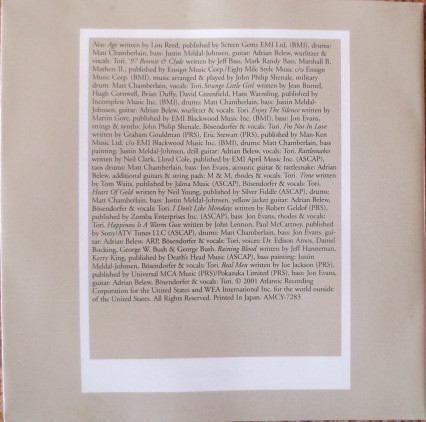 New Age written by Lou Reed, published by Screen Gems EMI Ltd. (BMI), drums:
Matt Chamberlain, bass: Justin Meldal-Johnsen, guitar: Adrian Belew, wurlitzer &
vocals: Tori. '97 Bonnie & Clyde written by Jeff Bass, Mark Randy Bass, Marshall B.
Mathers II., published by Ensign Music Corp./Eight Mile Style Music c/o Ensign
Music Corp. (BMI), music arranged & played by John Philip Shenale, military
drum: Matt Chamberlain, vocals: Tori. Strange Little Girl written by Jean Burnel,
Hugh Cornwell, Brian Duffy, David Greenfield, Hans Waemling, published by
Incomplete Music Inc. (BMI), drums: Matt Chamberlain, bass: Justin Meldal-
Johnsen, guitar: Adrian Belew, wurlitzer & vocals: Tori. Enjoy The Silence written by
Martin Gore, published by EMI Blackwood Music Inc. (BMI), bass: Jon Evans,
strings & synths: John Philip Shenale, Bösendorfer & vocals: Tori. I'm Not In Love
written by Graham Gouldman (PRS), Eric Stewart (PRS), published by Man-Ken
Music Ltd. c/o EMI Blackwood Music Inc. (BMI), drums: Matt Chamberlain, bass
painting: Justin Meldal-Johnsen, drill guitar: Adrian Belew, vocals: Tori. Rattlesnakes
written by Neil Clark, Lloyd Cole, published by EMI April Music Inc. (ASCAP),
taos drums: Matt Chamberlain, bass: Jon Evans, acoustic guitar & rattlesnake: Adrian
Belew, additional guitars & string pads: M & M, rhodes & vocals: Tori. Time written
by Tom Waits, published by Jalma Music (ASCAP), Bösendorfer & vocals: Tori.
Heart Of Gold written by Neil Young, published by Silver Fiddle (ASCAP), drums:
Matt Chamberlain, bass: Justin Meldal-Johnsen, yellow jacket guitar: Adrian Belew,
Bösendorfer & vocals: Tori. I Don't Like Mondays written by Robert Geldof (PRS),
published by Zomba Enterprises Inc. (ASCAP), bass: Jon Evans, rhodes & vocals:
Tori. Happiness Is A Warm Gun written by John Lennon, Paul McCartney, published
by Sony/ATV Tunes LLC (ASCAP), drums: Matt Chamberlain, bass: Jon Evans, gui-
tar: Adrian Belew, ARP, Bösendorfer & vocals: Tori, voices: Dr. Edison Amos, Daniel
Bucking, George W. Bush & George Bush. Raining Blood written by Jeff Hanneman,
Kerry King, published by Death's Head Music (ASCAP), bass painting: Justin
Meldal-Johnsen, Bösendorfer & vocals: Tori. Real Men written by Joe Jackson (PRS),
published by Universal MCA Music (PRS)/Pokazuka Limited (PRS), bass: Jon Evans,
guitar: Adrian Belew, Bösendorfer & vocals: Tori. © 2001 Atlantic Recording
Corporation for the United States and WEA International Inc. for the world outside
of the United States. All Rights Reserved. Printed In Japan. AMCY-7283